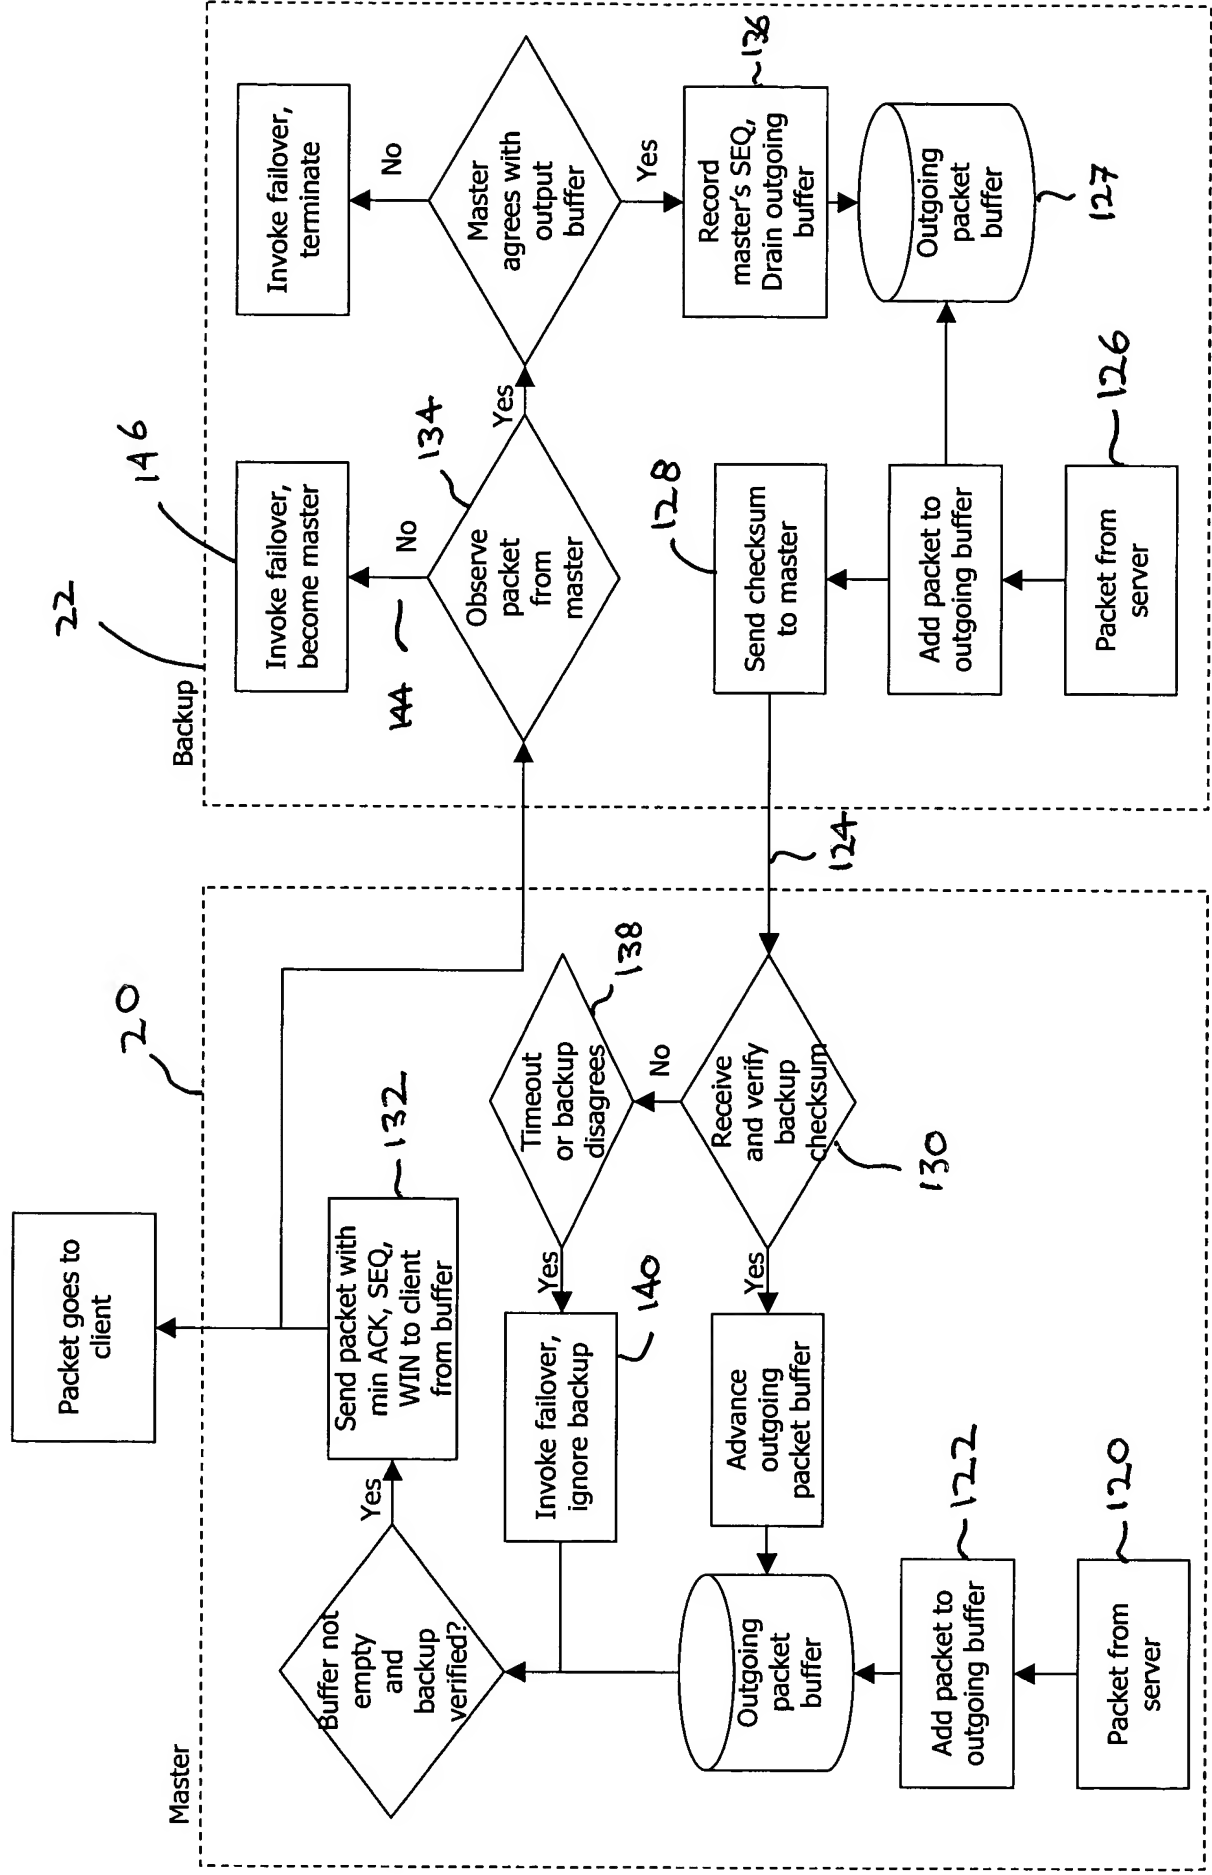 Packet goes to
client
Master
20
Buffer not
empty
and
backup
verified?
Yes
Send packet with
min ACK, SEQ,
WIN to client
from buffer
132
Invoke failover,
ignore backup
140
Yes
Timeout
or backup
disagrees
138
No
Outgoing
packet
buffer
Advance
outgoing
packet buffer
Yes
Receive
and verify
backup
checksum
130
Add packet to
outgoing buffer
122
Packet from
server
120
124
Backup
22
Invoke failover,
become master
146
Invoke failover,
terminate
144
No
No
Observe
packet
from
master
134
Yes
Master
agrees with
output
buffer
Yes
Send checksum
to master
128
Record
master's SEQ,
Drain outgoing
buffer
136
Add packet to
outgoing buffer
Outgoing
packet
buffer
127
Packet from
server
126